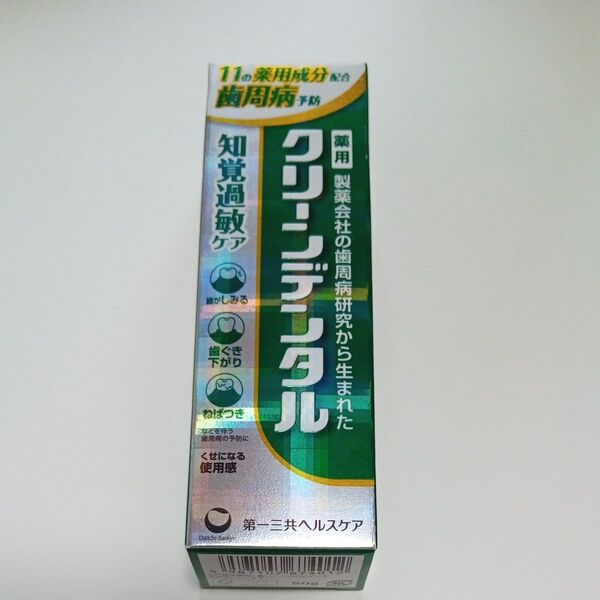 11の薬用成分配合
歯周病予防
薬用
クリーンデンタル
製薬会社の歯周病研究から生まれた
知覚過敏
ケア
歯がしみる
歯ぐき
下がり
ねばつき
などを伴う
歯周病の予防に
くせになる
使用感
Daiichi-Sankyo
第一三共ヘルスケア
50g